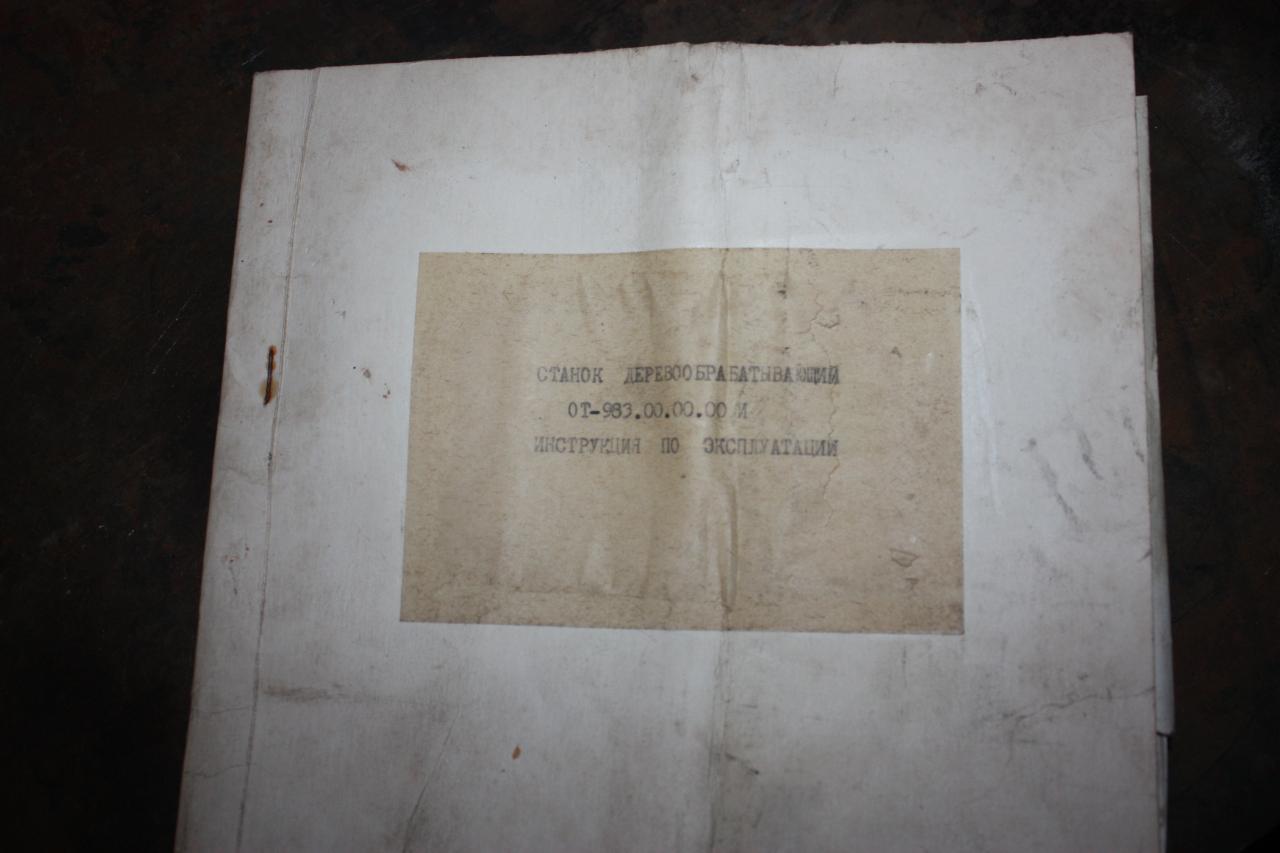 СТАНОК ДЕРЕВООБРАБАТЫВАЮЩИЙ
ОТ-983.00.00.00 И
ИНСТРУКЦИЯ ПО ЭКСПЛУАТАЦИИ